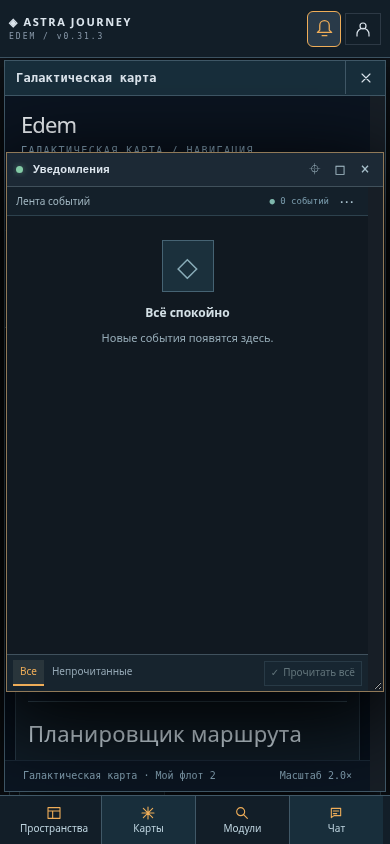 ◈ ASTRA JOURNEY
EDEM / v0.31.3
Галактическая карта
Edem
ГАЛАКТИЧЕСКАЯ КАРТА / НАВИГАЦИЯ
Уведомления
Лента событий
0 событий
Всё спокойно
Новые события появятся здесь.
Все Непрочитанные ✓ Прочитать всё
Планировщик маршрута
Галактическая карта · Мой флот 2 Масштаб 2.0×
Пространства Карты Модули Чат